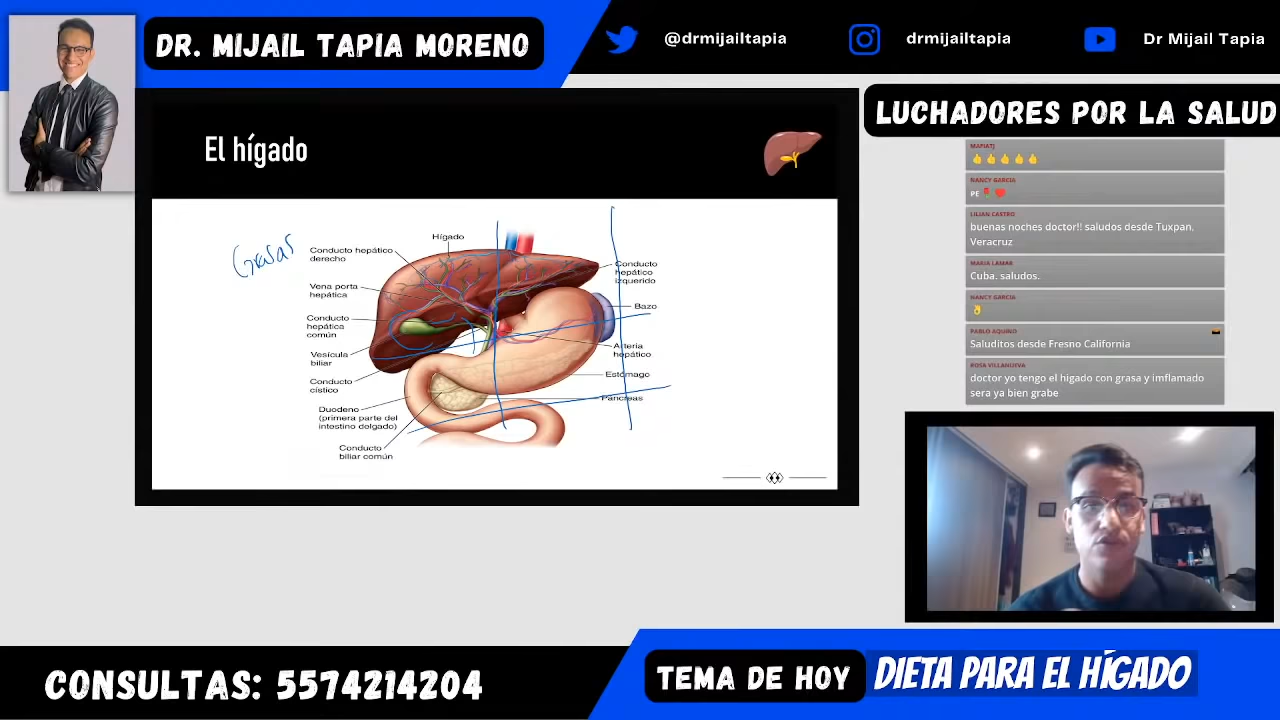 DR. MIJAIL TAPIA MORENO
@drmijailtapia
drmijailtapia
Dr Mijail Tapia
LUCHADORES POR LA SALUD
El hígado
Grasas
Hígado
Conducto hepático
derecho
Vena porta
hepática
Conducto
hepática
común
Vesícula
biliar
Conducto
cístico
Duodeno
(primera parte del
intestino delgado)
Conducto
biliar común
Conducto
hepático
izquierdo
Bazo
Arteria
hepático
Estómago
Páncreas
MAFIATJ
NANCY GARCIA
PE
LILIAN CASTRO
buenas noches doctor!! saludos desde Tuxpan,
Veracruz
MARIA LEMAR
Cuba. saludos.
NANCY GARCIA
PABLO AQUINO
Saluditos desde Fresno California
ROSA VILLANUEVA
doctor yo tengo el higado con grasa y imflamado
sera ya bien grabe
CONSULTAS: 5574214204
TEMA DE HOY
DIETA PARA EL HÍGADO